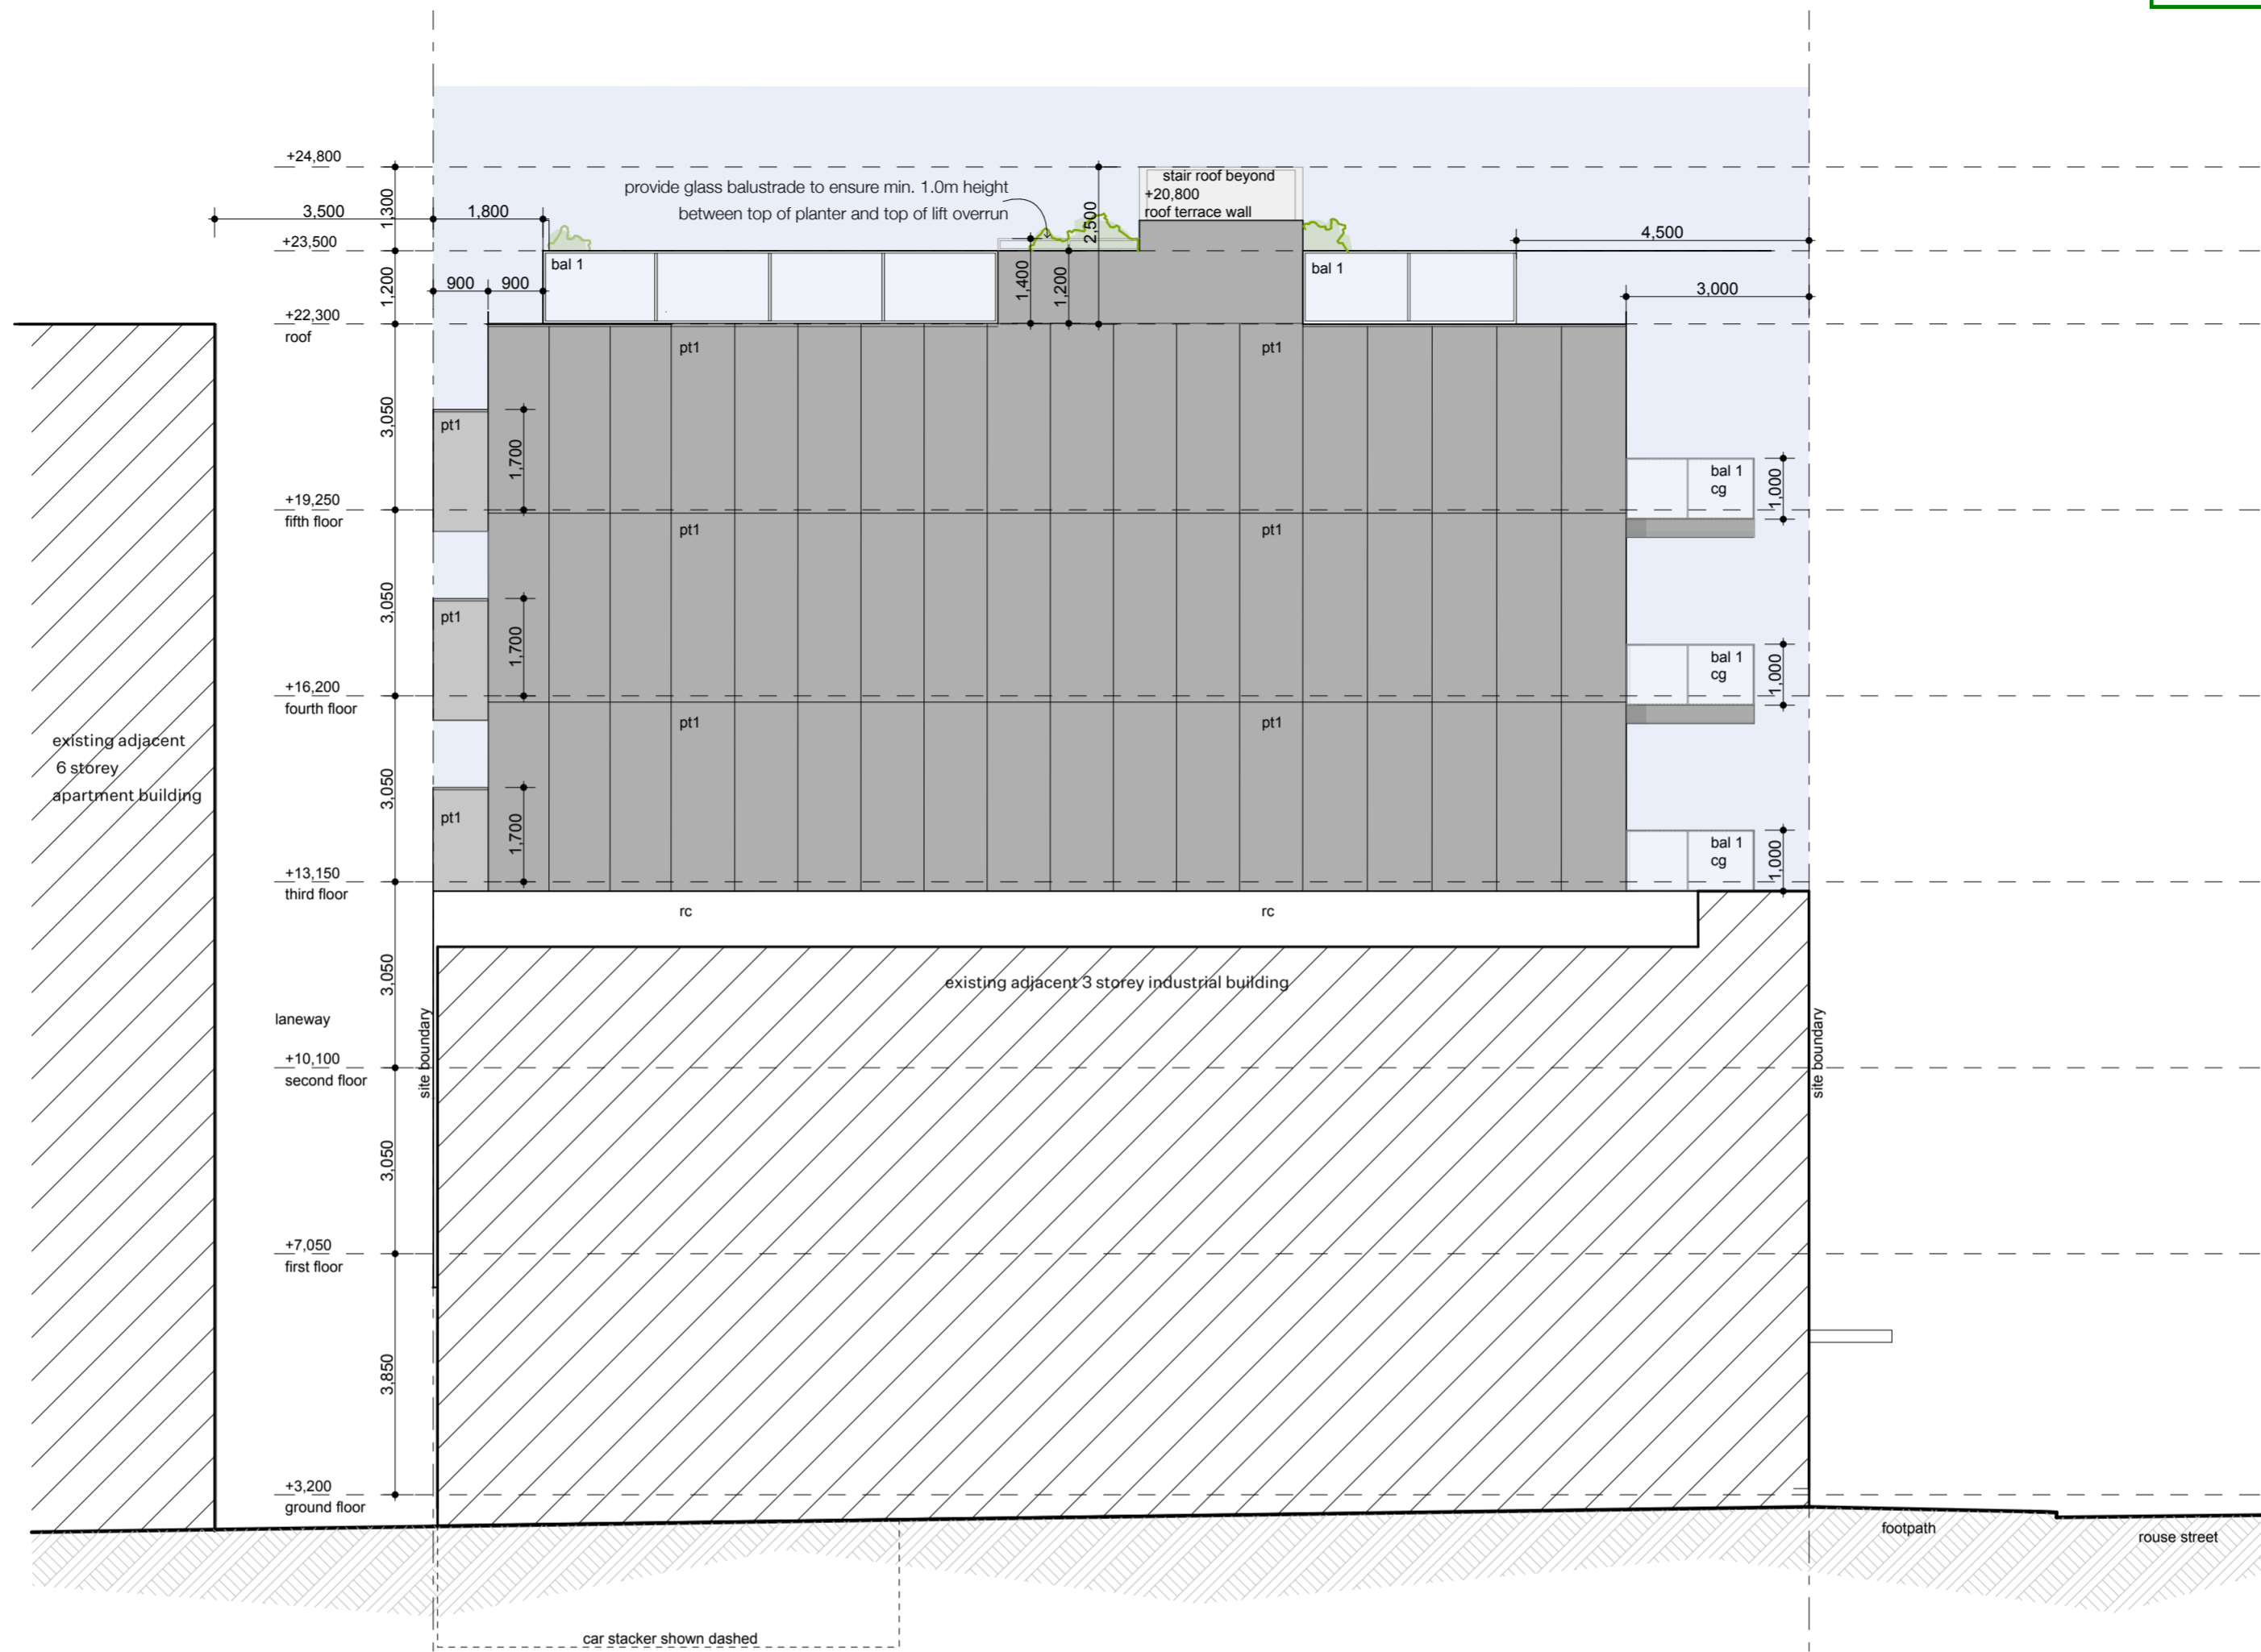 +24,800
provide glass balustrade to ensure min. 1.0m height
between top of planter and top of lift overrun
stair roof beyond
+20,800
roof terrace wall
1,300
3,500
1,800
2,500
4,500
+23,500
bal 1
bal 1
1,200
900
900
1,400
1,200
3,000
+22,300
roof
pt1
pt1
3,050
pt1
1,700
bal 1
cg
1,000
+19,250
fifth floor
pt1
pt1
3,050
pt1
1,700
bal 1
cg
1,000
+16,200
fourth floor
pt1
pt1
existing adjacent
6 storey
apartment building
3,050
pt1
1,700
bal 1
cg
1,000
+13,150
third floor
rc
rc
3,050
existing adjacent 3 storey industrial building
laneway
site boundary
site boundary
+10,100
second floor
3,050
+7,050
first floor
3,850
+3,200
ground floor
footpath
rouse street
car stacker shown dashed